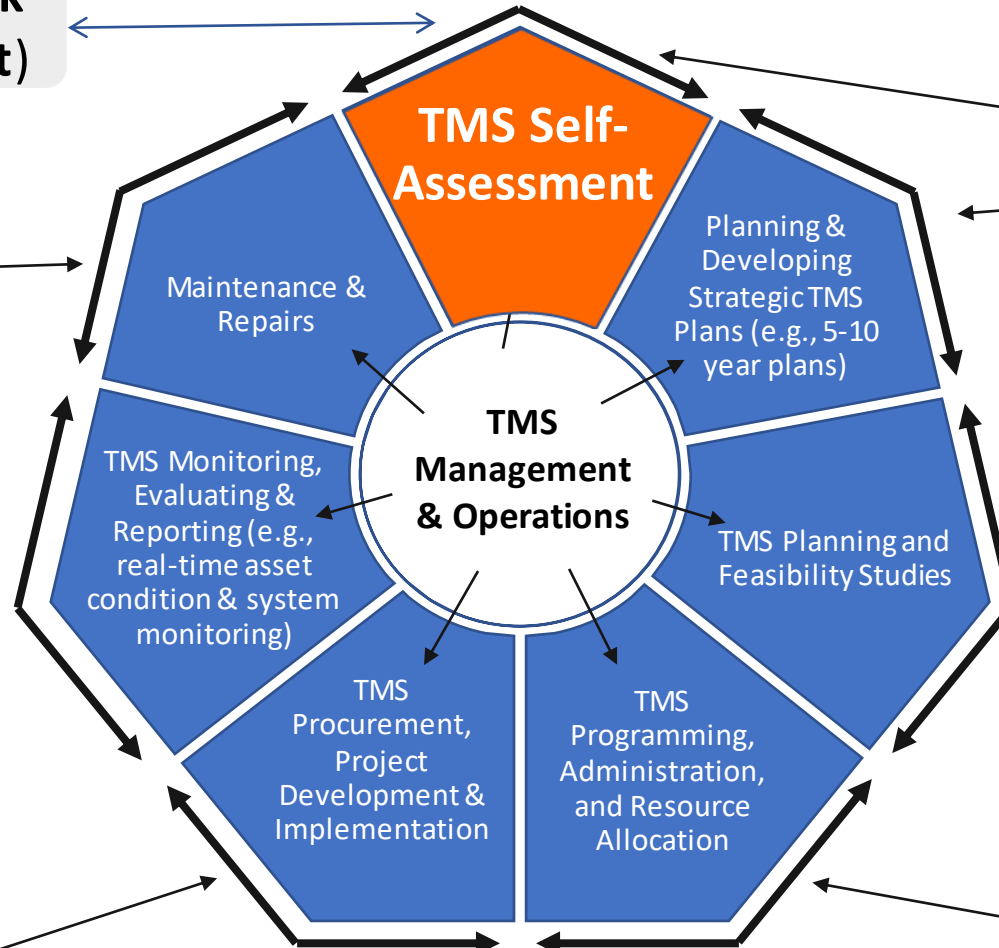 t)
TMS Self-
Assessment
Planning &
Developing
Strategic TMS
Plans (e.g., 5-10
year plans)
Maintenance &
Repairs
TMS
Management
& Operations
TMS Monitoring,
Evaluating &
Reporting (e.g.,
real-time asset
condition & system
monitoring)
TMS Planning and
Feasibility Studies
TMS
Procurement,
Project
Development &
Implementation
TMS
Programming,
Administration,
and Resource
Allocation